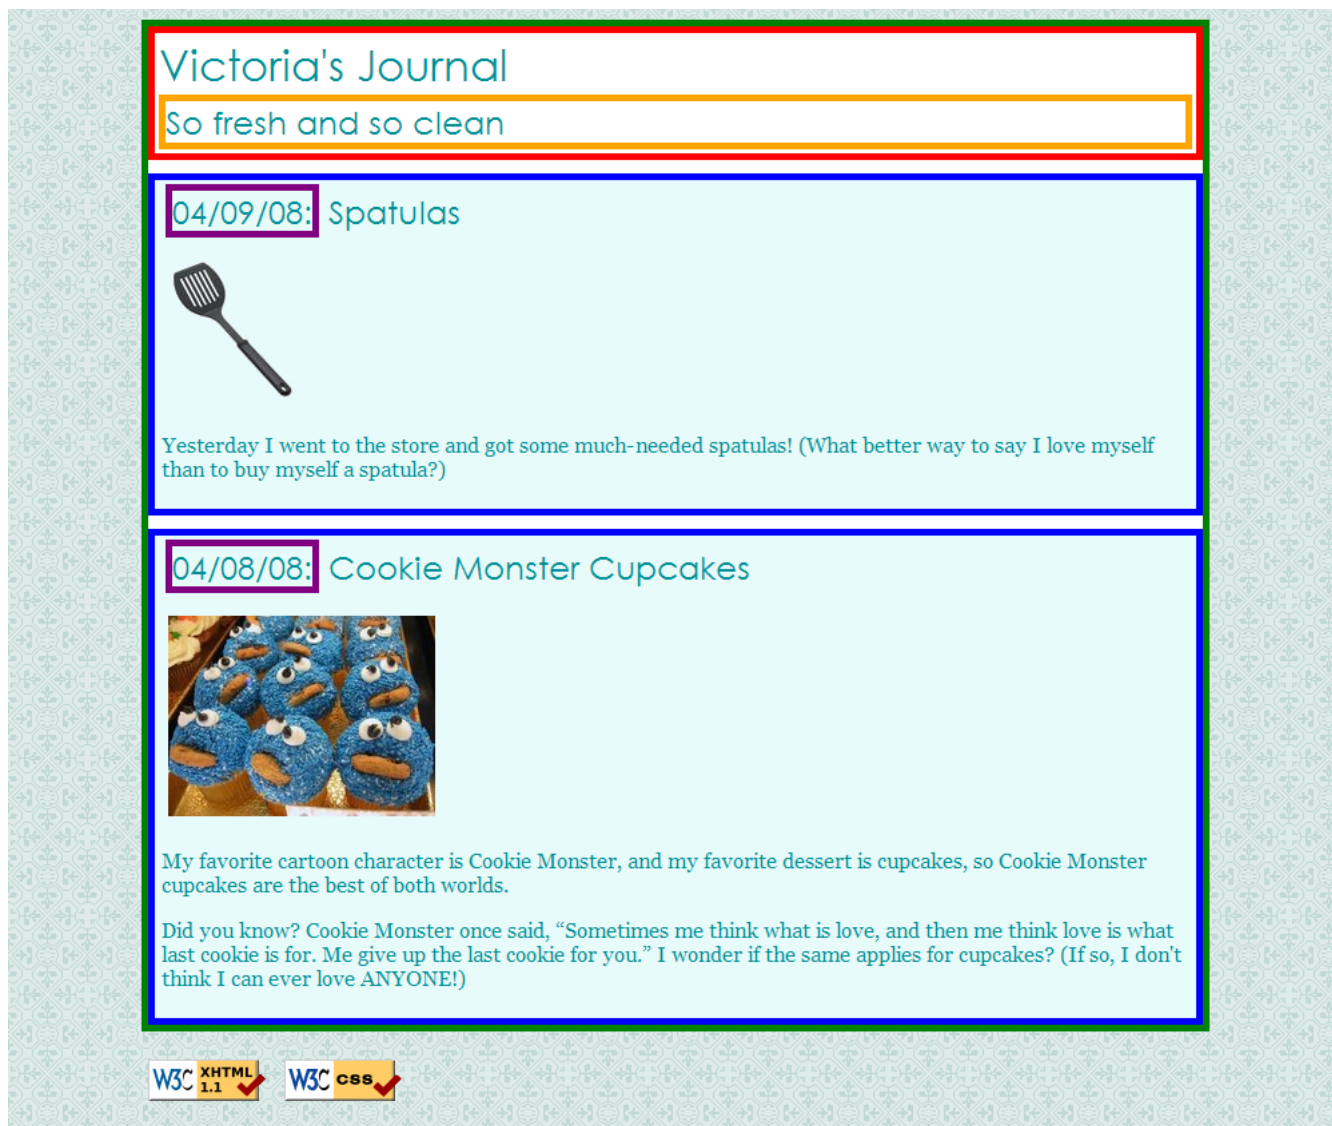 Victoria's Journal
So fresh and so clean
04/09/08: Spatulas
Yesterday I went to the store and got some much-needed spatulas! (What better way to say I love myself
than to buy myself a spatula?)
04/08/08: Cookie Monster Cupcakes
My favorite cartoon character is Cookie Monster, and my favorite dessert is cupcakes, so Cookie Monster
cupcakes are the best of both worlds.
Did you know? Cookie Monster once said, “Sometimes me think what is love, and then me think love is what
last cookie is for. Me give up the last cookie for you.” I wonder if the same applies for cupcakes? (If so, I don't
think I can ever love ANYONE!)
W3C XHTML 1.1 W3C CSS